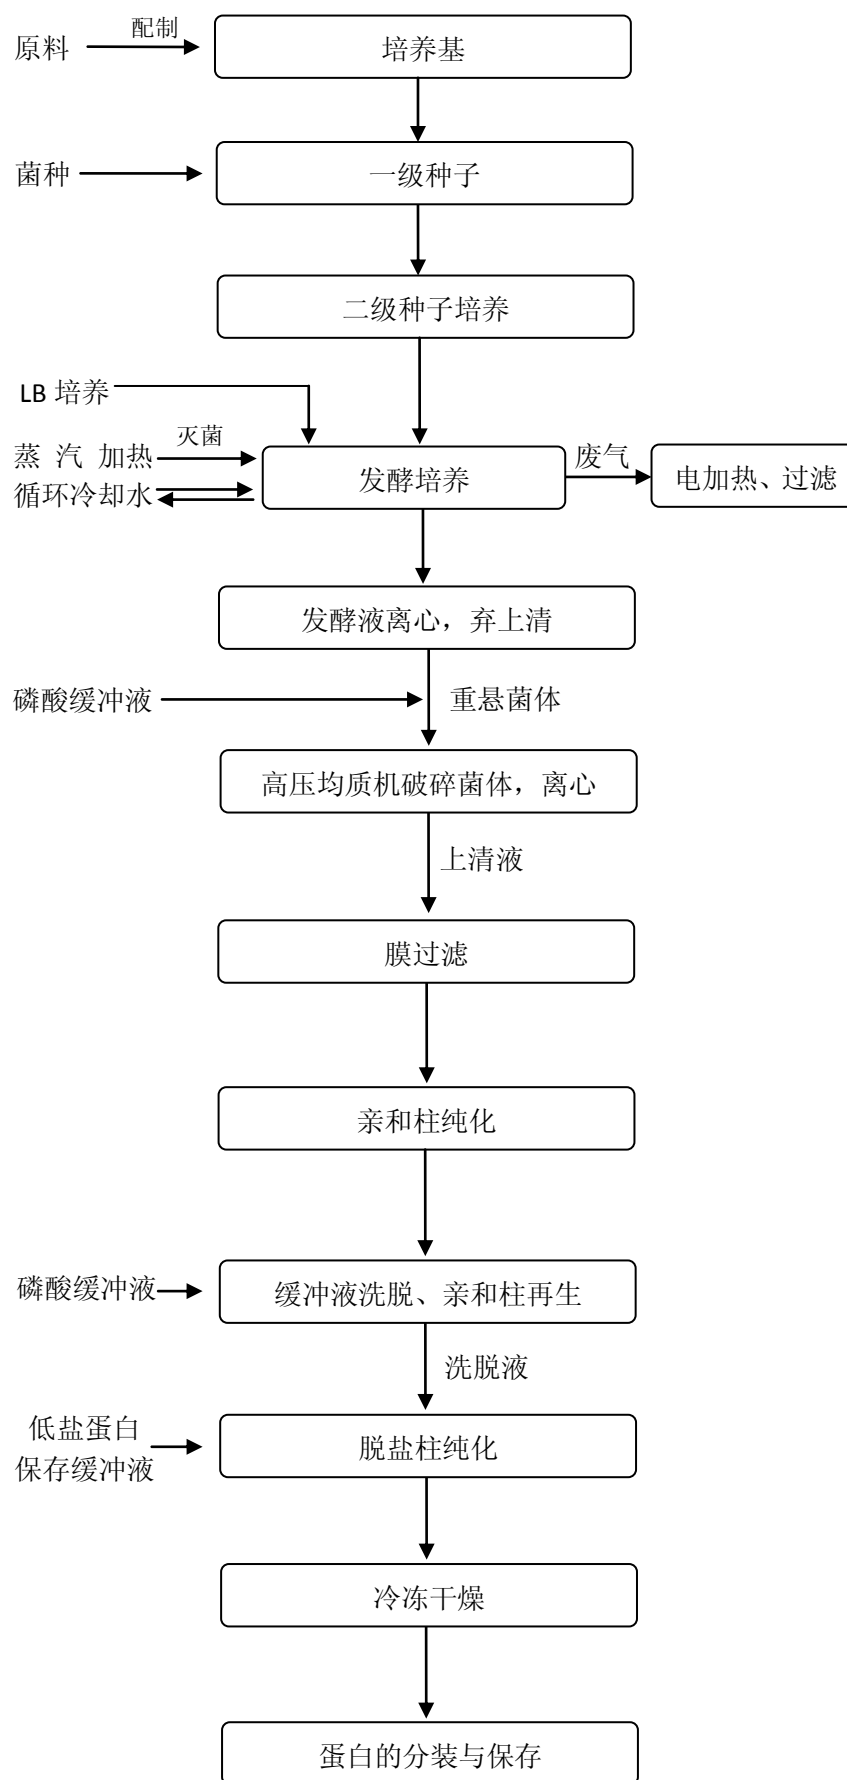 配制
原料
培养基
菌种
一级种子
二级种子培养
LB 培养
灭菌
蒸 汽 加热
循环冷却水
发酵培养
废气
电加热、过滤
发酵液离心，弃上清
磷酸缓冲液
重悬菌体
高压均质机破碎菌体，离心
上清液
膜过滤
亲和柱纯化
磷酸缓冲液
缓冲液洗脱、亲和柱再生
洗脱液
低盐蛋白
保存缓冲液
脱盐柱纯化
冷冻干燥
蛋白的分装与保存